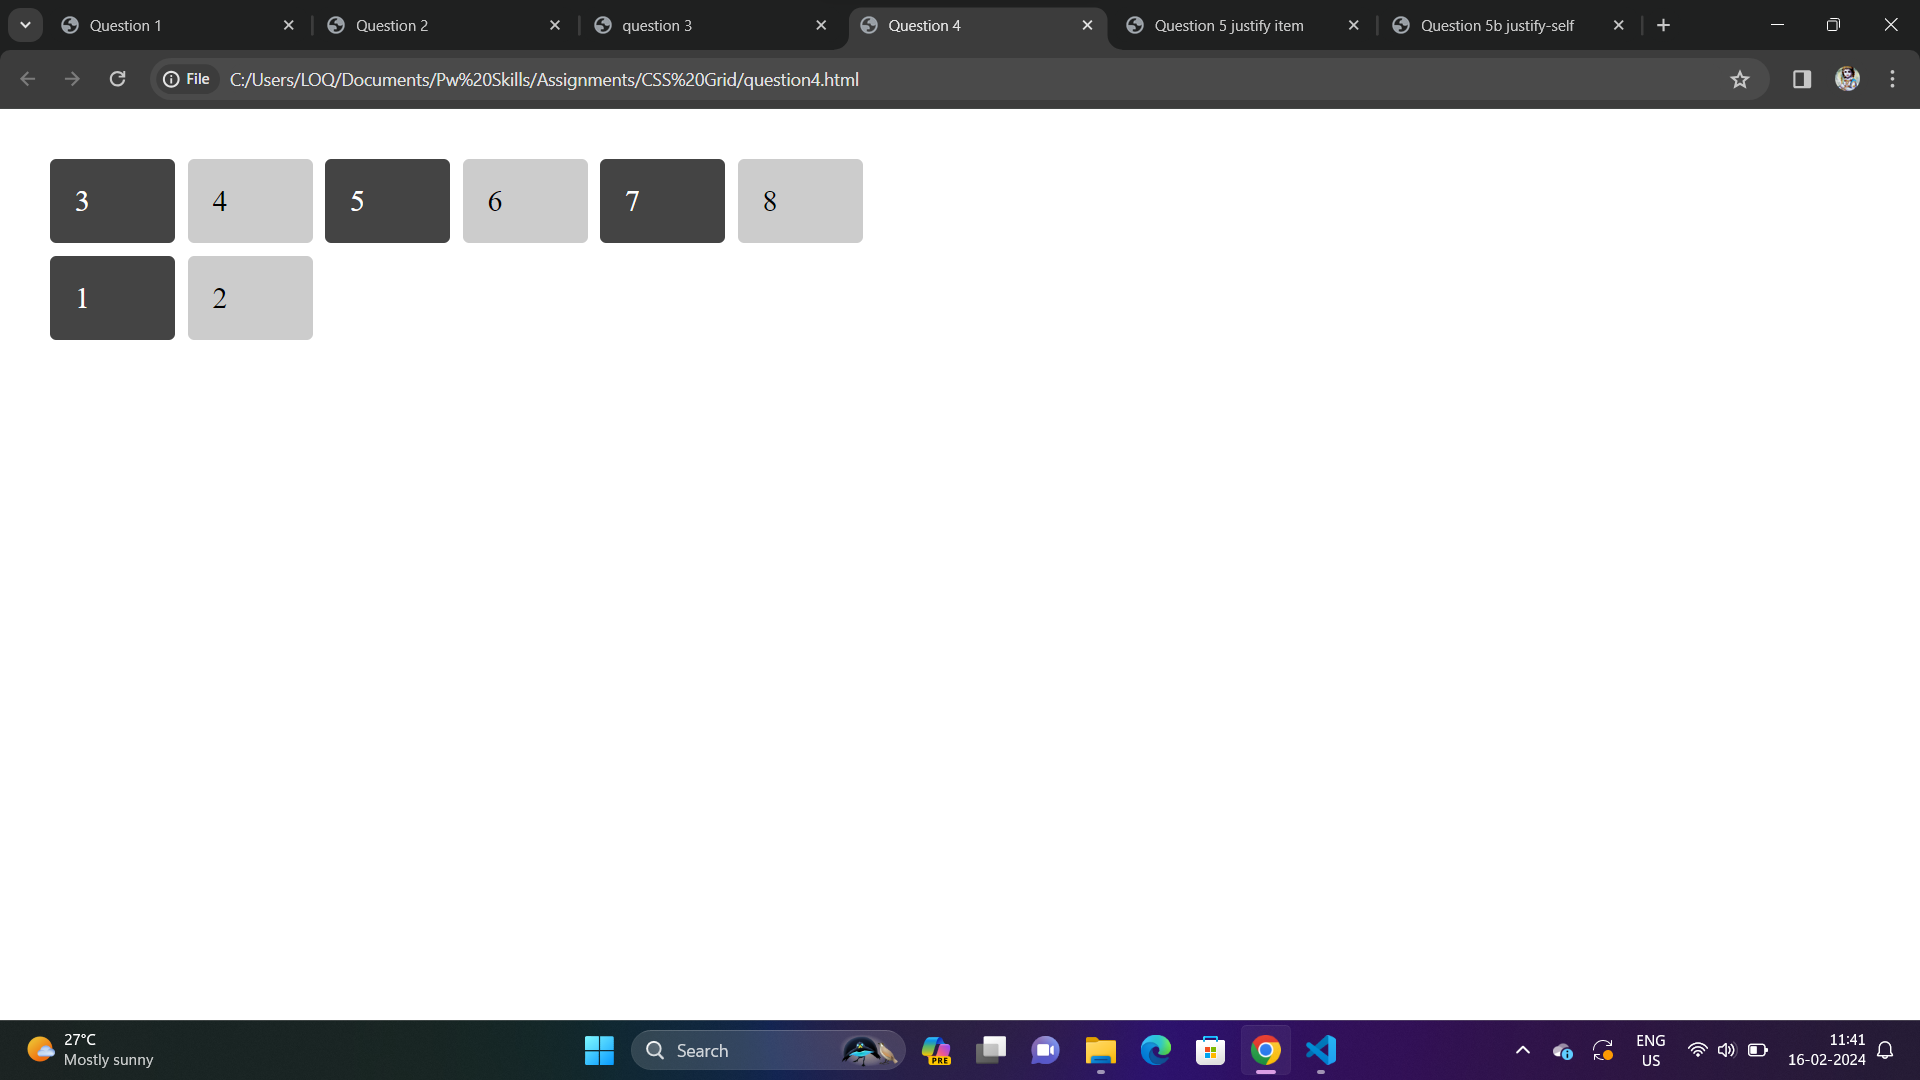 Question 1
Question 2
question 3
Question 4
Question 5 justify item
Question 5b justify-self
File
C:/Users/LOQ/Documents/Pw%20Skills/Assignments/CSS%20Grid/question4.html
3 4 5 6 7 8
1 2
27°C
Mostly sunny
Search
PRE
ENG
US
11:41
16-02-2024